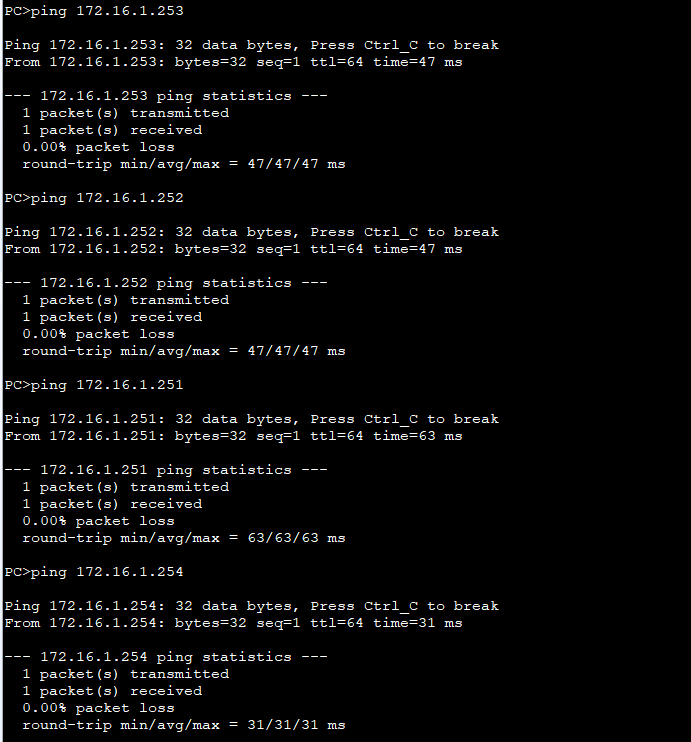 PC>ping 172.16.1.253
Ping 172.16.1.253: 32 data bytes, Press Ctrl_C to break
From 172.16.1.253: bytes=32 seq=1 ttl=64 time=47 ms
--- 172.16.1.253 ping statistics ---
1 packet(s) transmitted
1 packet(s) received
0.00% packet loss
round-trip min/avg/max = 47/47/47 ms
PC>ping 172.16.1.252
Ping 172.16.1.252: 32 data bytes, Press Ctrl_C to break
From 172.16.1.252: bytes=32 seq=1 ttl=64 time=47 ms
--- 172.16.1.252 ping statistics ---
1 packet(s) transmitted
1 packet(s) received
0.00% packet loss
round-trip min/avg/max = 47/47/47 ms
PC>ping 172.16.1.251
Ping 172.16.1.251: 32 data bytes, Press Ctrl_C to break
From 172.16.1.251: bytes=32 seq=1 ttl=64 time=63 ms
--- 172.16.1.251 ping statistics ---
1 packet(s) transmitted
1 packet(s) received
0.00% packet loss
round-trip min/avg/max = 63/63/63 ms
PC>ping 172.16.1.254
Ping 172.16.1.254: 32 data bytes, Press Ctrl_C to break
From 172.16.1.254: bytes=32 seq=1 ttl=64 time=31 ms
--- 172.16.1.254 ping statistics ---
1 packet(s) transmitted
1 packet(s) received
0.00% packet loss
round-trip min/avg/max = 31/31/31 ms